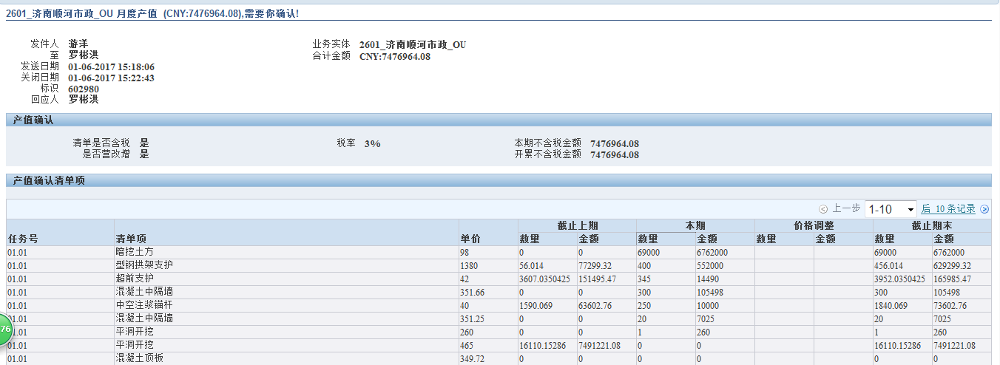 2601_济南顺河市政_OU 月度产值 (CNY:7476964.08),需要你确认!
发件人 游洋 业务实体 2601_济南顺河市政_OU
至 罗彬洪 合计金额 CNY:7476964.08
发送日期 01-06-2017 15:18:06
关闭日期 01-06-2017 15:22:43
标识 602980
回应人 罗彬洪
产值确认
清单是否含税 是 税率 3% 本期不含税金额 7476964.08
是否营改增 是 开累不含税金额 7476964.08
产值确认清单项
上一步 1-10 后 10 条记录
截止上期 本期 价格调整 截止期末
任务号 清单项 单价 数量 金额 数量 金额 数量 金额 数量 金额
01.01 暗挖土方 98 0 0 69000 6762000 69000 6762000
01.01 型钢拱架支护 1380 56.014 77299.32 400 552000 456.014 629299.32
01.01 超前支护 42 3607.0350425 151495.47 345 14490 3952.0350425 165985.47
01.01 混凝土中隔墙 351.66 0 0 300 105498 300 105498
01.01 中空注浆锚杆 40 1590.069 63602.76 250 10000 1840.069 73602.76
76 01.01 混凝土中隔墙 351.25 0 0 20 7025 20 7025
01.01 平洞开挖 260 0 0 1 260 1 260
01.01 平洞开挖 465 16110.15286 7491221.08 0 0 16110.15286 7491221.08
01.01 混凝土顶板 349.72 0 0 0 0 0 0